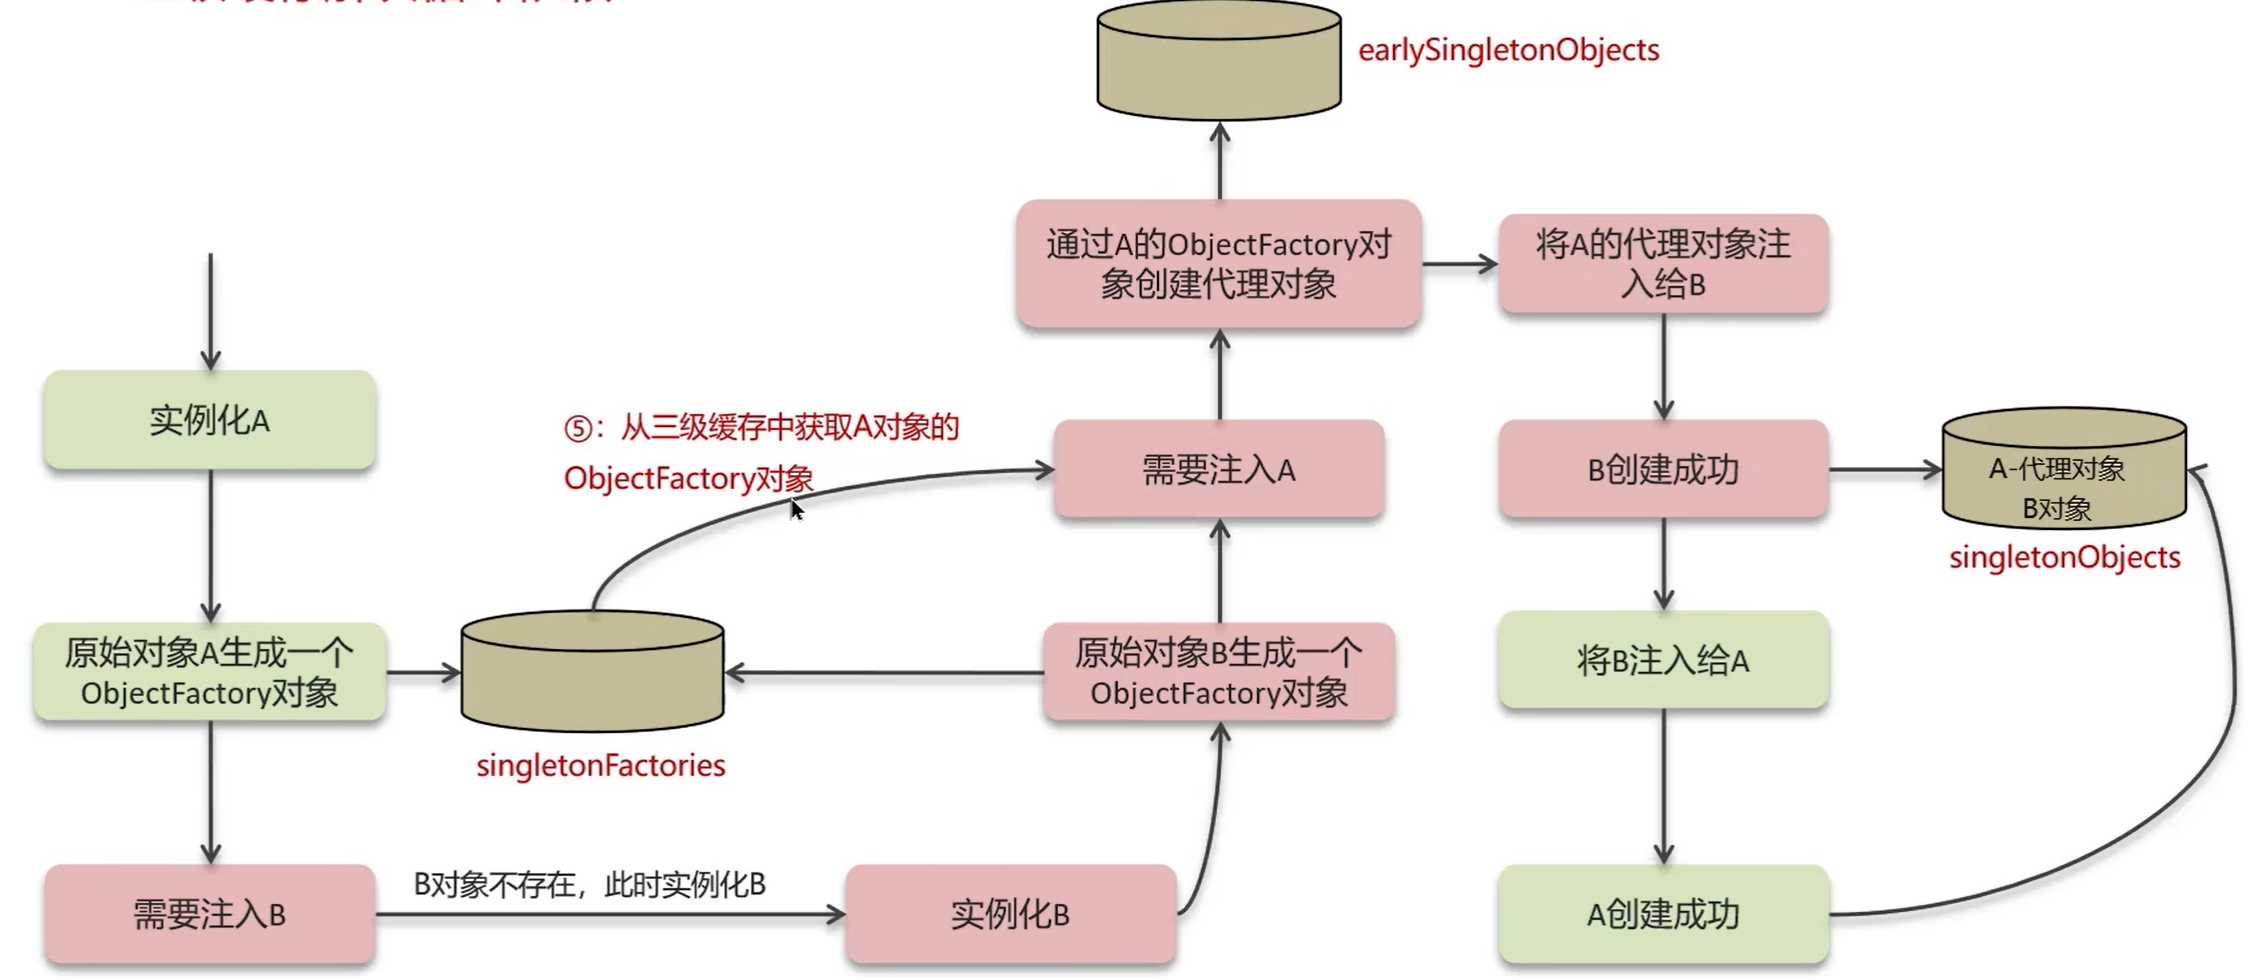 earlySingletonObjects
通过A的ObjectFactory对
象创建代理对象
将A的代理对象注
入给B
实例化A
⑤：从三级缓存中获取A对象的
ObjectFactory对象
需要注入A
B创建成功
A-代理对象
B对象
singletonObjects
原始对象A生成一个
ObjectFactory对象
singletonFactories
原始对象B生成一个
ObjectFactory对象
将B注入给A
需要注入B
B对象不存在，此时实例化B
实例化B
A创建成功